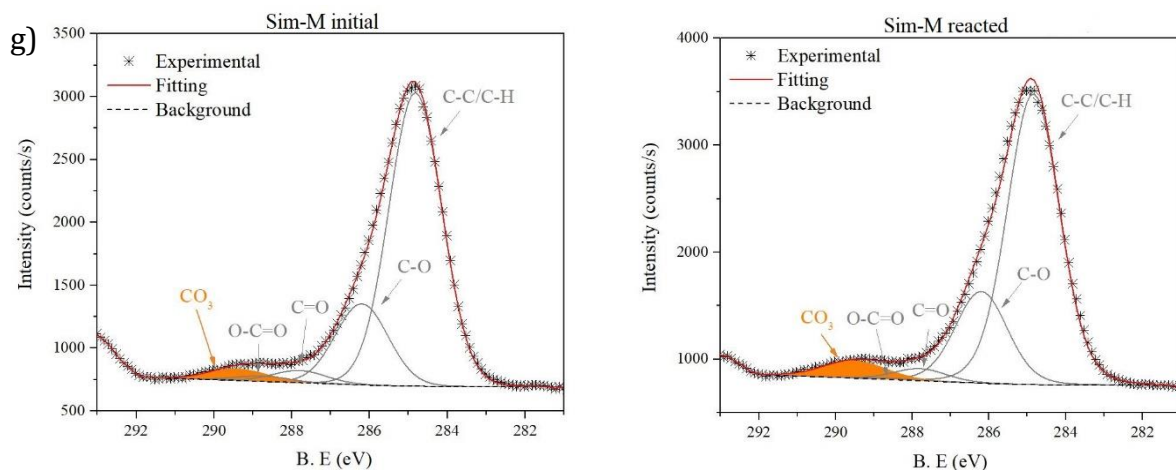 g)
Sim-M initial
Experimental
Fitting
Background
C-C/C-H
C-O
CO3
O-C=O
C=O
Intensity (counts/s)
3500
3000
2500
2000
1500
1000
500
292 290 288 286 284 282
B. E (eV)
Sim-M reacted
Experimental
Fitting
Background
C-C/C-H
C-O
CO3
O-C=O
C=O
Intensity (counts/s)
4000
3000
2000
1000
292 290 288 286 284 282
B. E (eV)